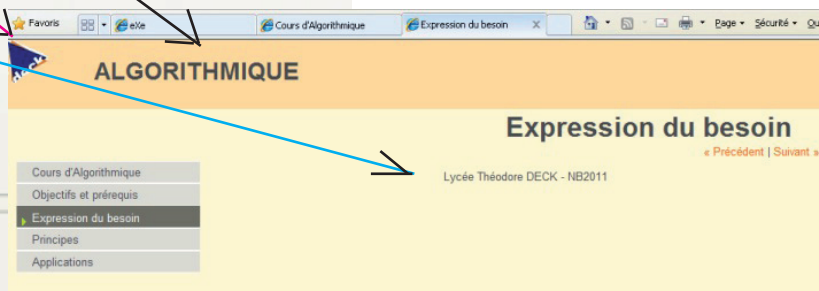 Favoris eXe Cours d'Algorithmique Expression du besoin X Page Sécurité
deck
ALGORITHMIQUE
Expression du besoin
« Précédent | Suivant »
Cours d'Algorithmique
Lycée Théodore DECK - NB2011
Objectifs et prérequis
Expression du besoin
Principes
Applications